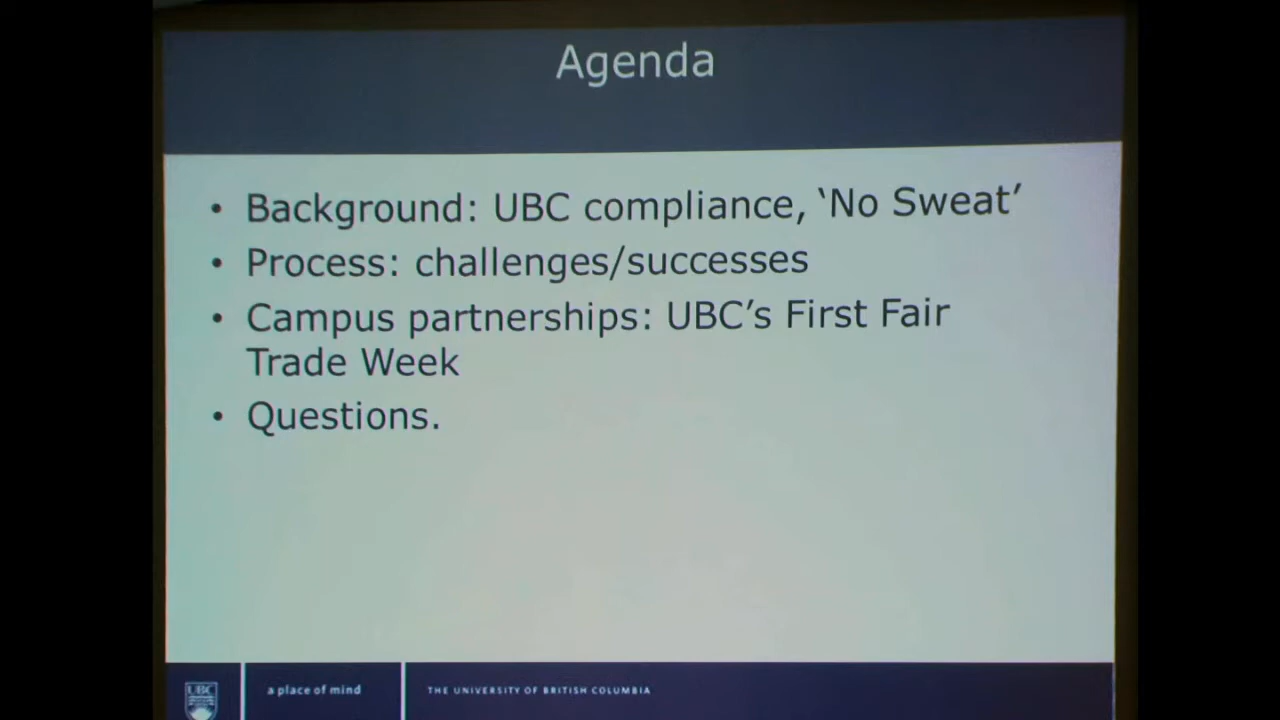 Agenda
• Background: UBC compliance, ‘No Sweat’
• Process: challenges/successes
• Campus partnerships: UBC’s First Fair
Trade Week
• Questions.
UBC
a place of mind
THE UNIVERSITY OF BRITISH COLUMBIA